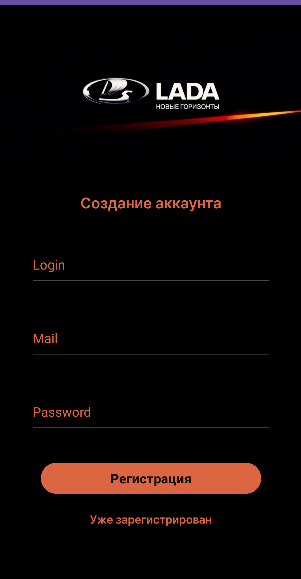 LADA
НОВЫЕ ГОРИЗОНТЫ
Создание аккаунта
Login
Mail
Password
Регистрация
Уже зарегистрирован